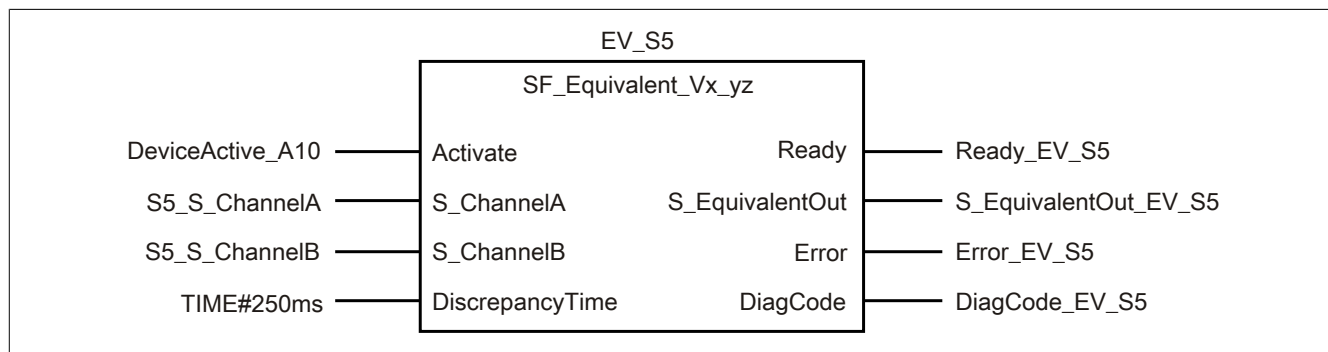 EV_S5
SF_Equivalent_Vx_yz
DeviceActive_A10 Activate Ready Ready_EV_S5
S5_S_ChannelA S_ChannelA S_EquivalentOut S_EquivalentOut_EV_S5
S5_S_ChannelB S_ChannelB Error Error_EV_S5
TIME#250ms DiscrepancyTime DiagCode DiagCode_EV_S5